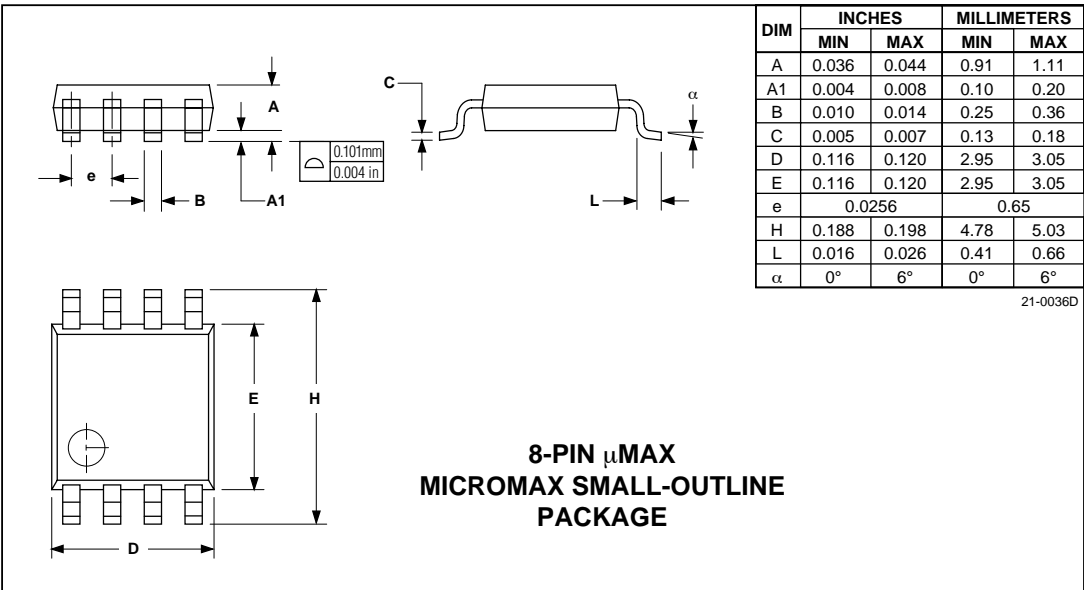 DIM INCHES MILLIMETERS
MIN MAX MIN MAX
A 0.036 0.044 0.91 1.11
A1 0.004 0.008 0.10 0.20
B 0.010 0.014 0.25 0.36
C 0.005 0.007 0.13 0.18
D 0.116 0.120 2.95 3.05
E 0.116 0.120 2.95 3.05
e 0.0256 0.65
H 0.188 0.198 4.78 5.03
L 0.016 0.026 0.41 0.66
α 0° 6° 0° 6°
21-0036D
A
e
B
A1
0.101mm
0.004 in
C
α
L
E
H
D
8-PIN µMAX
MICROMAX SMALL-OUTLINE
PACKAGE